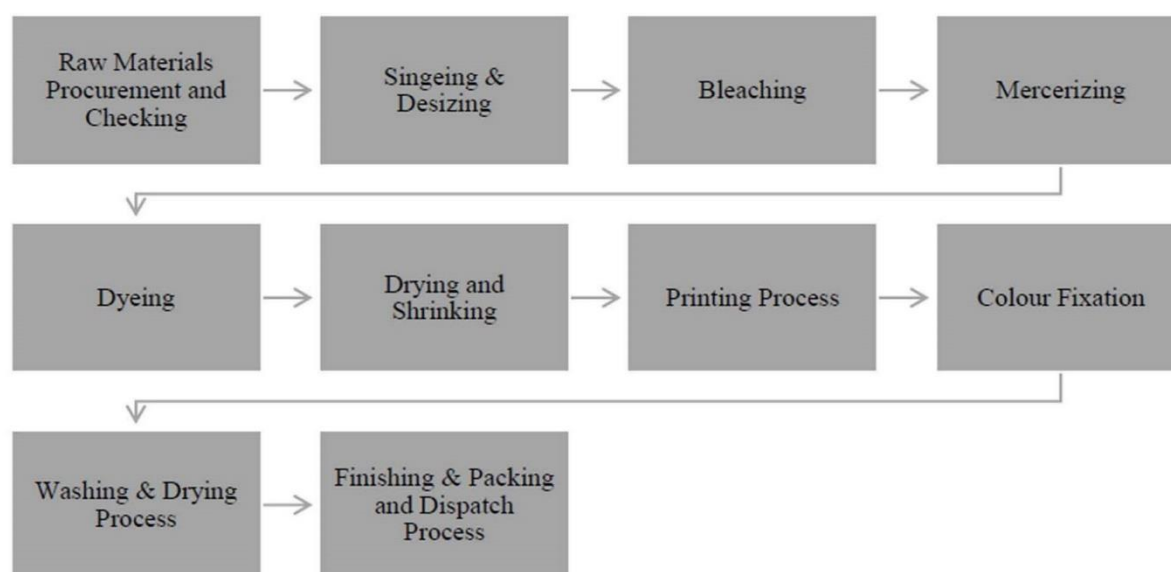 Raw Materials
Procurement and
Checking
Singeing &
Desizing
Bleaching
Mercerizing
Dyeing
Drying and
Shrinking
Printing Process
Colour Fixation
Washing & Drying
Process
Finishing & Packing
and Dispatch
Process